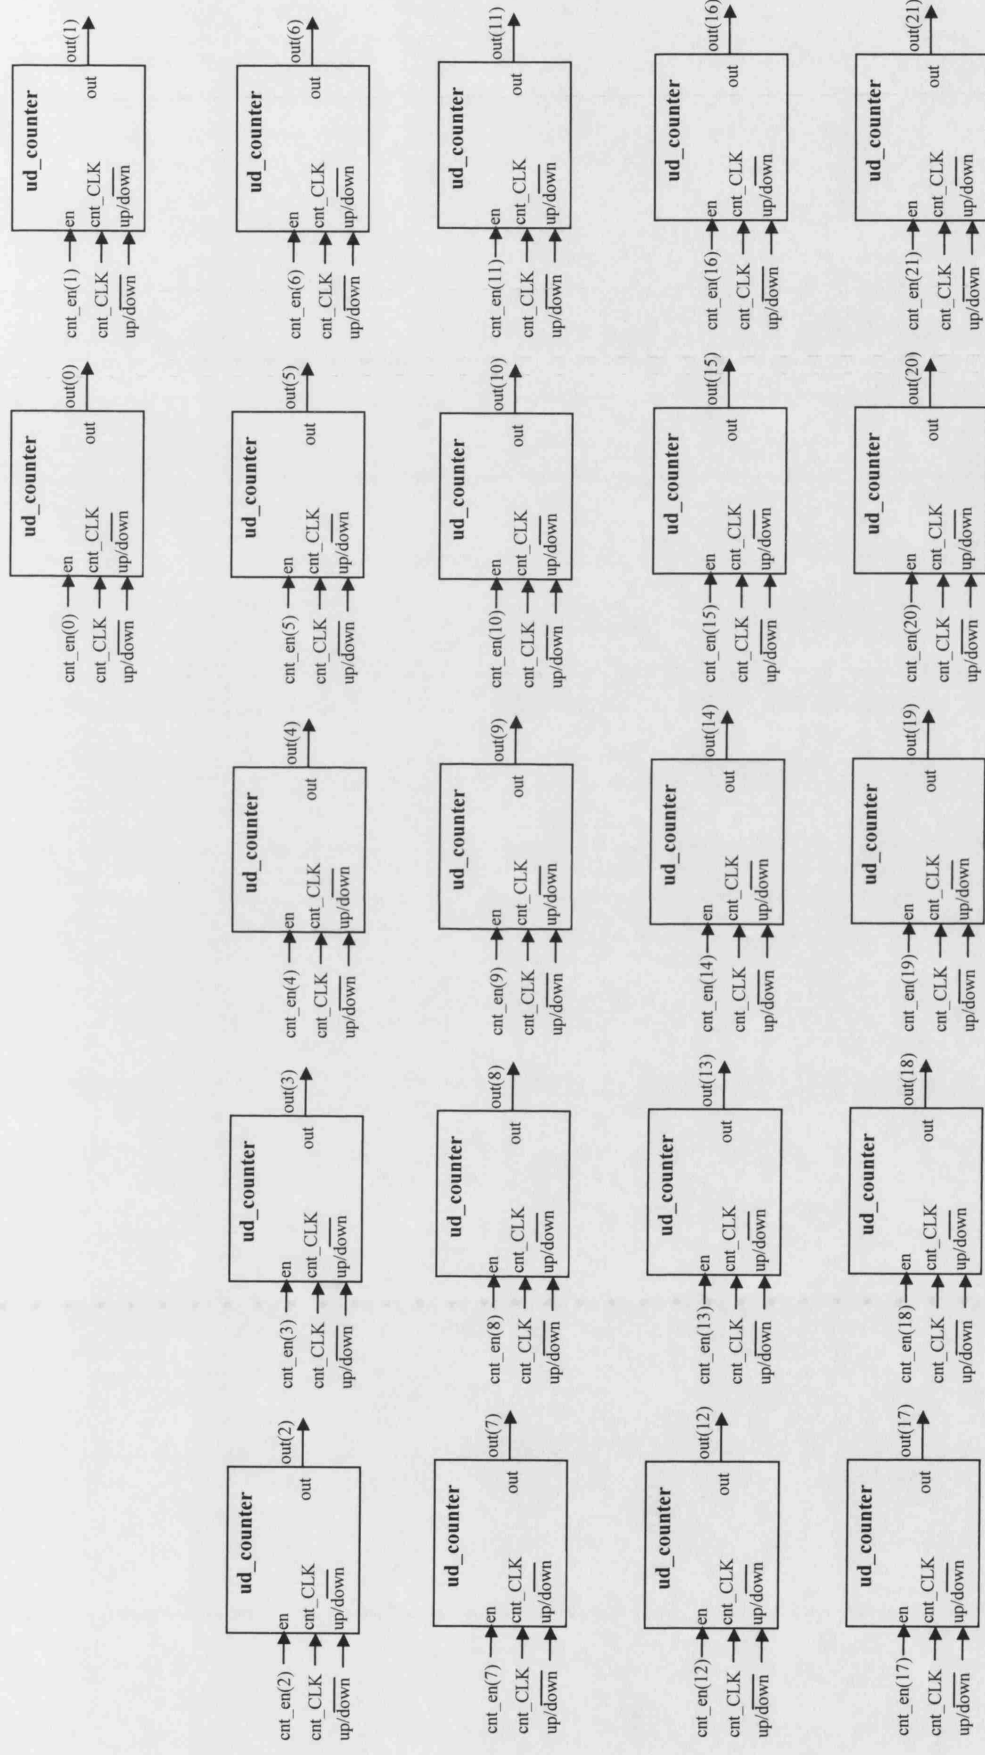 ud_counter
cnt_en(0) en
out out(0)
cnt_CLK cnt_CLK
up/down up/down
ud_counter
cnt_en(1) en
out out(1)
cnt_CLK cnt_CLK
up/down up/down
ud_counter
cnt_en(2) en
out out(2)
cnt_CLK cnt_CLK
up/down up/down
ud_counter
cnt_en(3) en
out out(3)
cnt_CLK cnt_CLK
up/down up/down
ud_counter
cnt_en(4) en
out out(4)
cnt_CLK cnt_CLK
up/down up/down
ud_counter
cnt_en(5) en
out out(5)
cnt_CLK cnt_CLK
up/down up/down
ud_counter
cnt_en(6) en
out out(6)
cnt_CLK cnt_CLK
up/down up/down
ud_counter
cnt_en(7) en
out out(7)
cnt_CLK cnt_CLK
up/down up/down
ud_counter
cnt_en(8) en
out out(8)
cnt_CLK cnt_CLK
up/down up/down
ud_counter
cnt_en(9) en
out out(9)
cnt_CLK cnt_CLK
up/down up/down
ud_counter
cnt_en(10) en
out out(10)
cnt_CLK cnt_CLK
up/down up/down
ud_counter
cnt_en(11) en
out out(11)
cnt_CLK cnt_CLK
up/down up/down
ud_counter
cnt_en(12) en
out out(12)
cnt_CLK cnt_CLK
up/down up/down
ud_counter
cnt_en(13) en
out out(13)
cnt_CLK cnt_CLK
up/down up/down
ud_counter
cnt_en(14) en
out out(14)
cnt_CLK cnt_CLK
up/down up/down
ud_counter
cnt_en(15) en
out out(15)
cnt_CLK cnt_CLK
up/down up/down
ud_counter
cnt_en(16) en
out out(16)
cnt_CLK cnt_CLK
up/down up/down
ud_counter
cnt_en(17) en
out out(17)
cnt_CLK cnt_CLK
up/down up/down
ud_counter
cnt_en(18) en
out out(18)
cnt_CLK cnt_CLK
up/down up/down
ud_counter
cnt_en(19) en
out out(19)
cnt_CLK cnt_CLK
up/down up/down
ud_counter
cnt_en(20) en
out out(20)
cnt_CLK cnt_CLK
up/down up/down
ud_counter
cnt_en(21) en
out out(21)
cnt_CLK cnt_CLK
up/down up/down